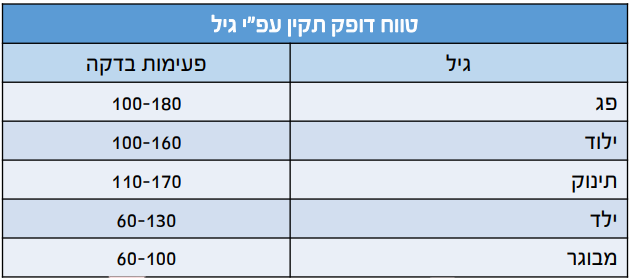 טווח דופק תקין עפ"י גיל
גיל פעימות בדקה
פג 100-180
ילוד 100-160
תינוק 110-170
ילד 60-130
מבוגר 60-100